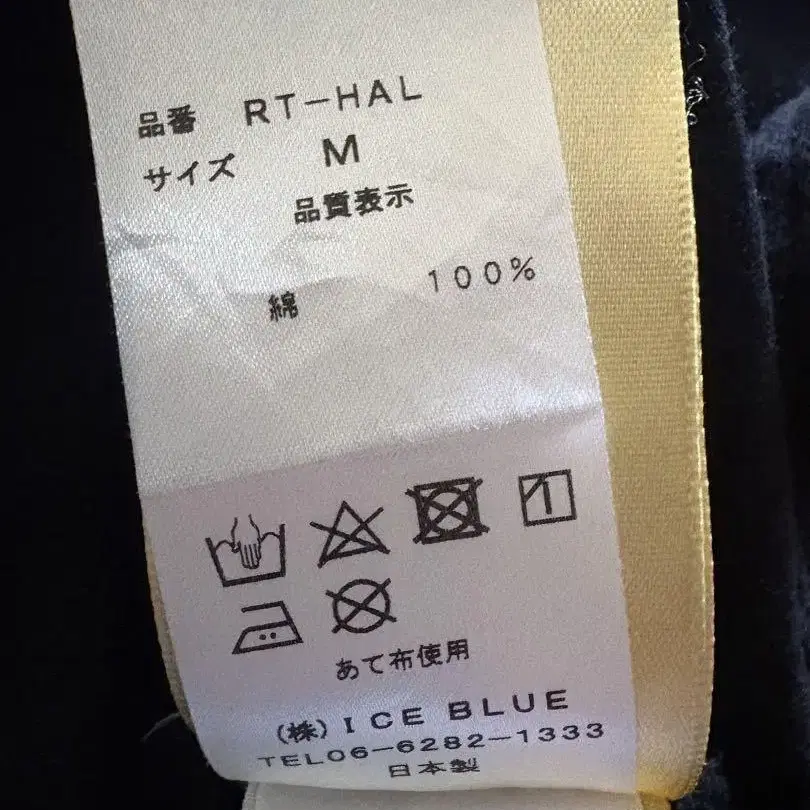 品番 RT-HAL
サイズ M
品質表示
綿 100%
あて布使用
(株)ICE BLUE
TEL06-6282-1333
日本製